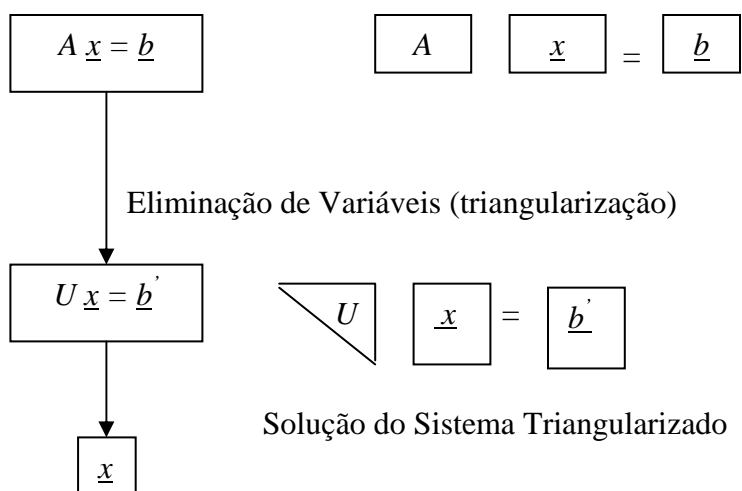 A x = b A x = b
Eliminação de Variáveis (triangularização)
U x = b' U x = b'
Solução do Sistema Triangularizado
x